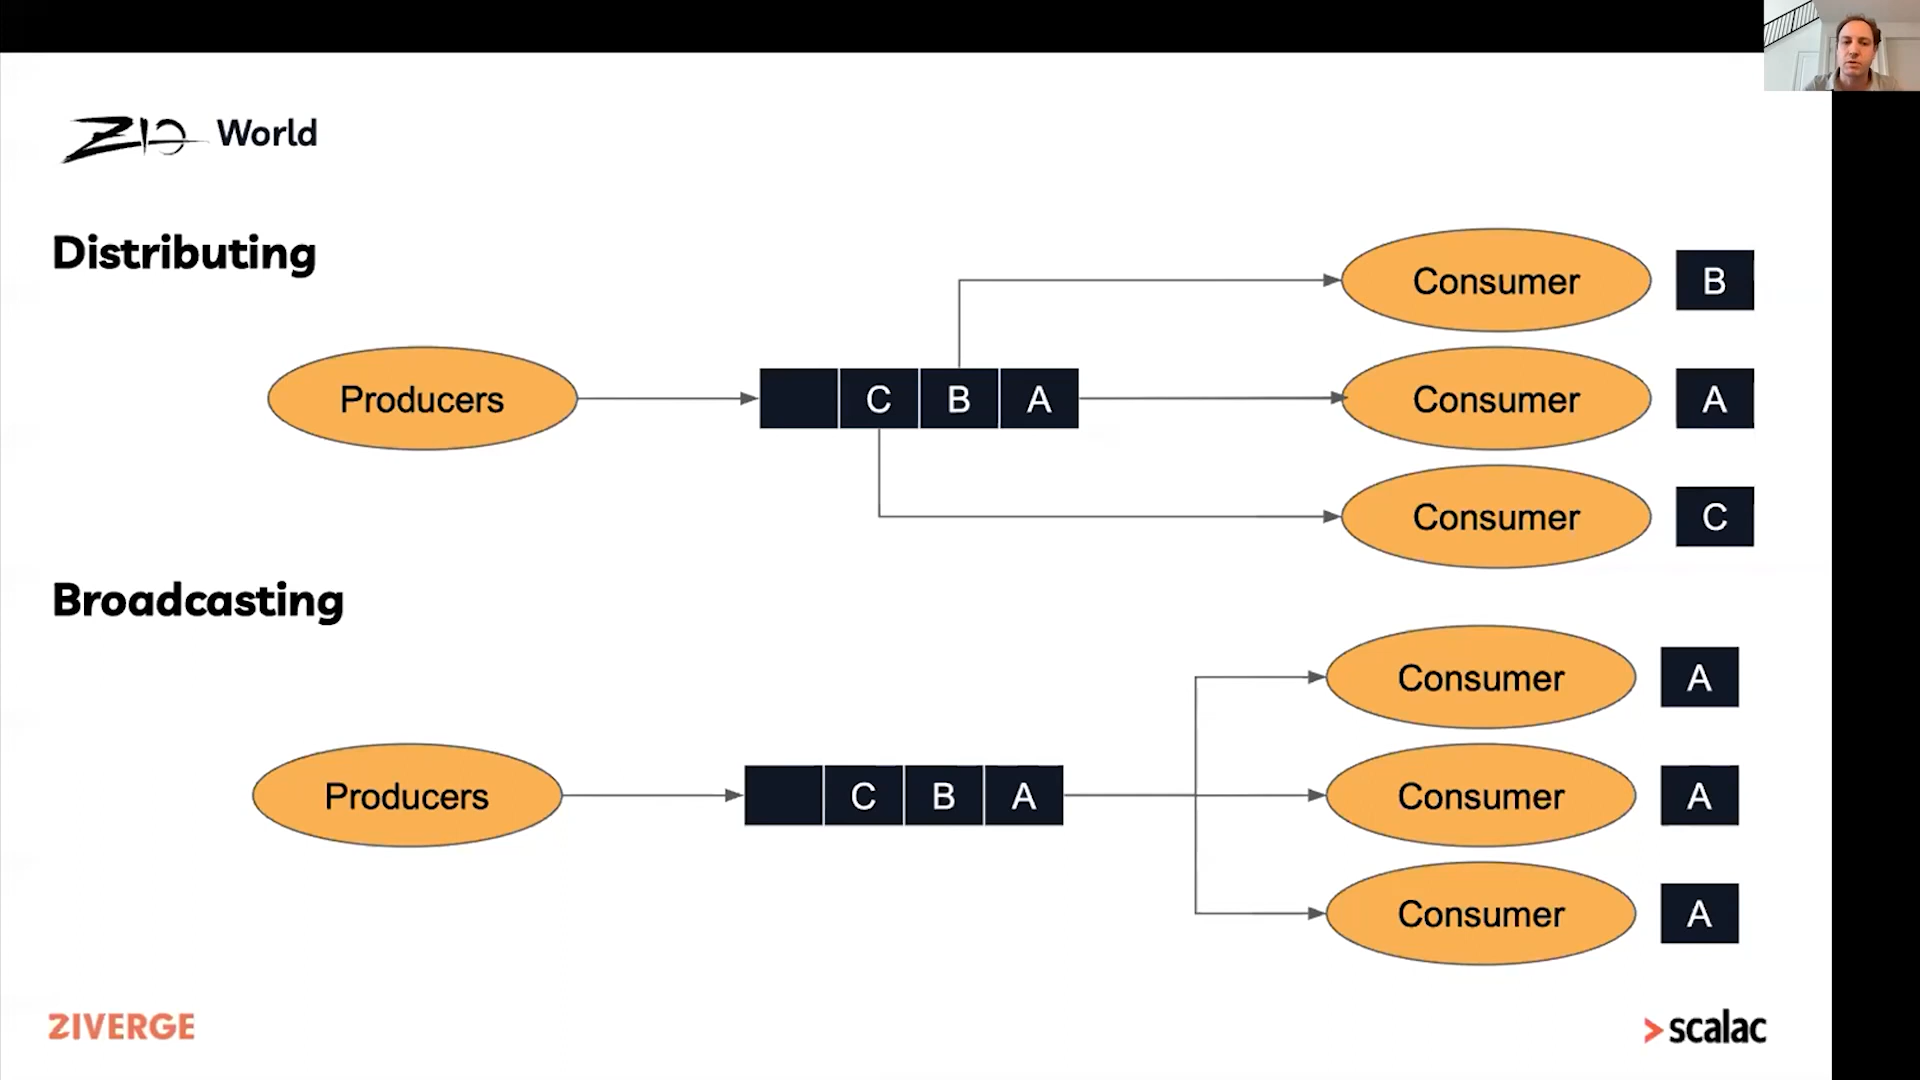 ZIO World
Distributing
Consumer B
Producers C B A Consumer A
Consumer C
Broadcasting
Consumer A
Producers C B A Consumer A
Consumer A
ZIVERGE
scalac